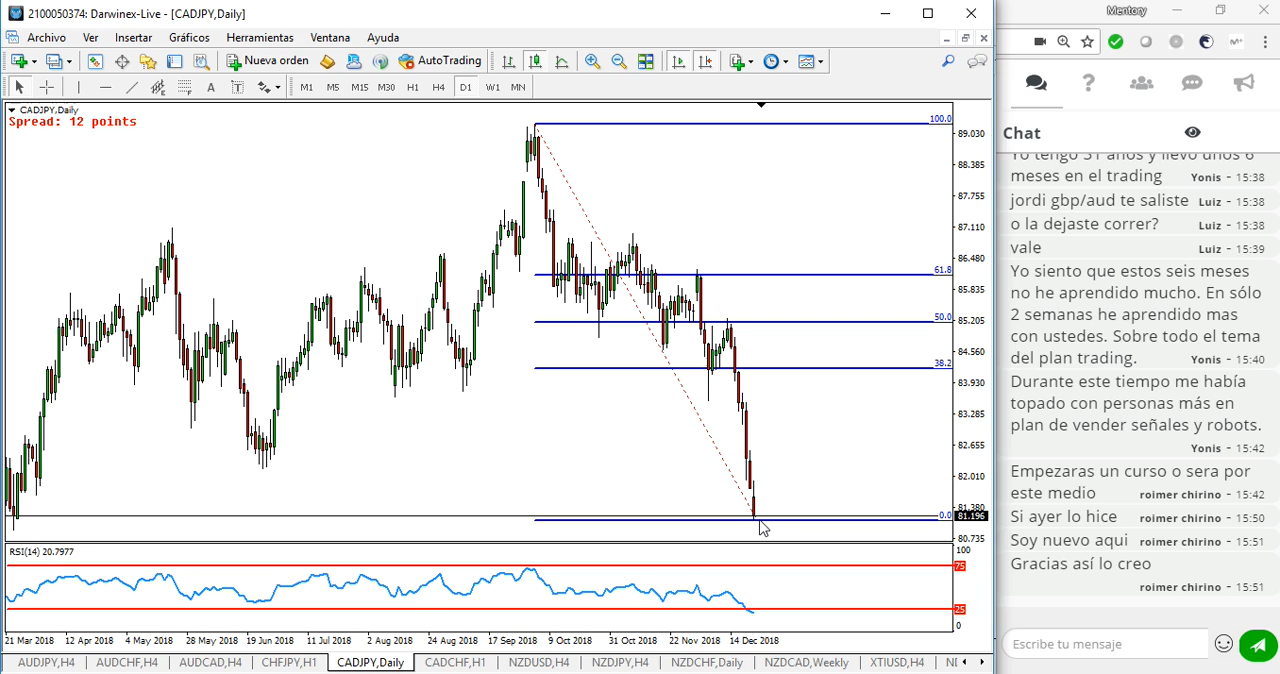 2100050374: Darwinex-Live - [CADJPY,Daily]
Mentory
Archivo Ver Insertar Gráficos Herramientas Ventana Ayuda
Nueva orden AutoTrading
A T M1 M5 M15 M30 H1 H4 D1 W1 MN
CADJPY,Daily
Spread: 12 points
100.0
61.8
50.0
38.2
0.0
89.030
88.385
87.755
87.110
86.480
85.835
85.205
84.560
83.930
83.285
82.655
82.010
81.380
81.196
80.735
RSI(14) 20.7977
100
75
25
0
21 Mar 2018 12 Apr 2018 4 May 2018 28 May 2018 19 Jun 2018 11 Jul 2018 2 Aug 2018 24 Aug 2018 17 Sep 2018 9 Oct 2018 31 Oct 2018 22 Nov 2018 14 Dec 2018
AUDJPY,H4 AUDCHF,H4 AUDCAD,H4 CHFJPY,H1 CADJPY,Daily CADCHF,H1 NZDUSD,H4 NZDJPY,H4 NZDCHF,Daily NZDCAD,Weekly XTIUSD,H4
Chat
Yo tengo 31 años y llevo unos 6
meses en el trading Yonis - 15:38
jordi gbp/aud te saliste Luiz - 15:38
o la dejaste correr? Luiz - 15:38
vale Luiz - 15:39
Yo siento que estos seis meses
no he aprendido mucho. En sólo
2 semanas he aprendido mas
con ustedes. Sobre todo el tema
del plan trading. Yonis - 15:40
Durante este tiempo me había
topado con personas más en
plan de vender señales y robots.
Yonis - 15:42
Empezaras un curso o sera por
este medio roimer chirino - 15:42
Si ayer lo hice roimer chirino - 15:50
Soy nuevo aqui roimer chirino - 15:51
Gracias así lo creo
roimer chirino - 15:51
Escribe tu mensaje